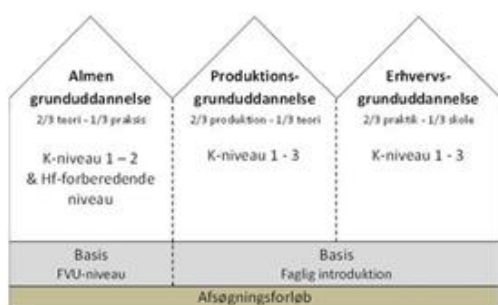 Almen
grunduddannelse
2/3 teori - 1/3 praksis
K-niveau 1 – 2
& Hf-forberedende
niveau
Produktions-
grunduddannelse
2/3 produktion - 1/3 teori
K-niveau 1 - 3
Erhvervs-
grunduddannelse
2/3 praktik - 1/3 skole
K-niveau 1 - 3
Basis
FVU-niveau
Basis
Faglig introduktion
Afsøgningsforløb